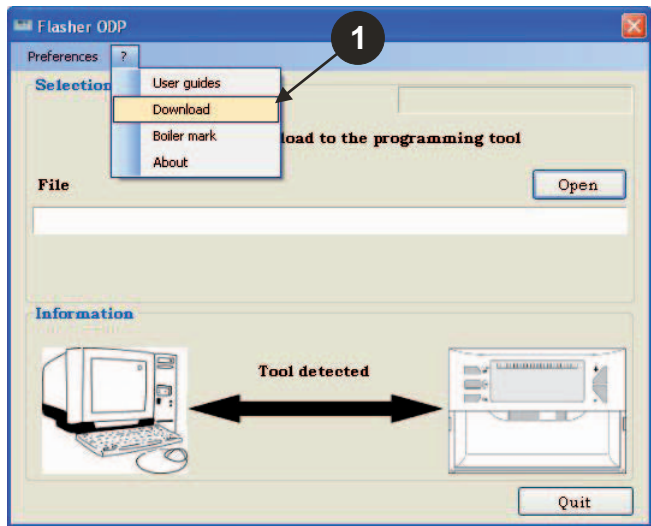 Flasher ODP
1
Preferences ?
Selection
User guides
Download
Boiler mark
About
load to the programming tool
File
Open
Information
Tool detected
Quit